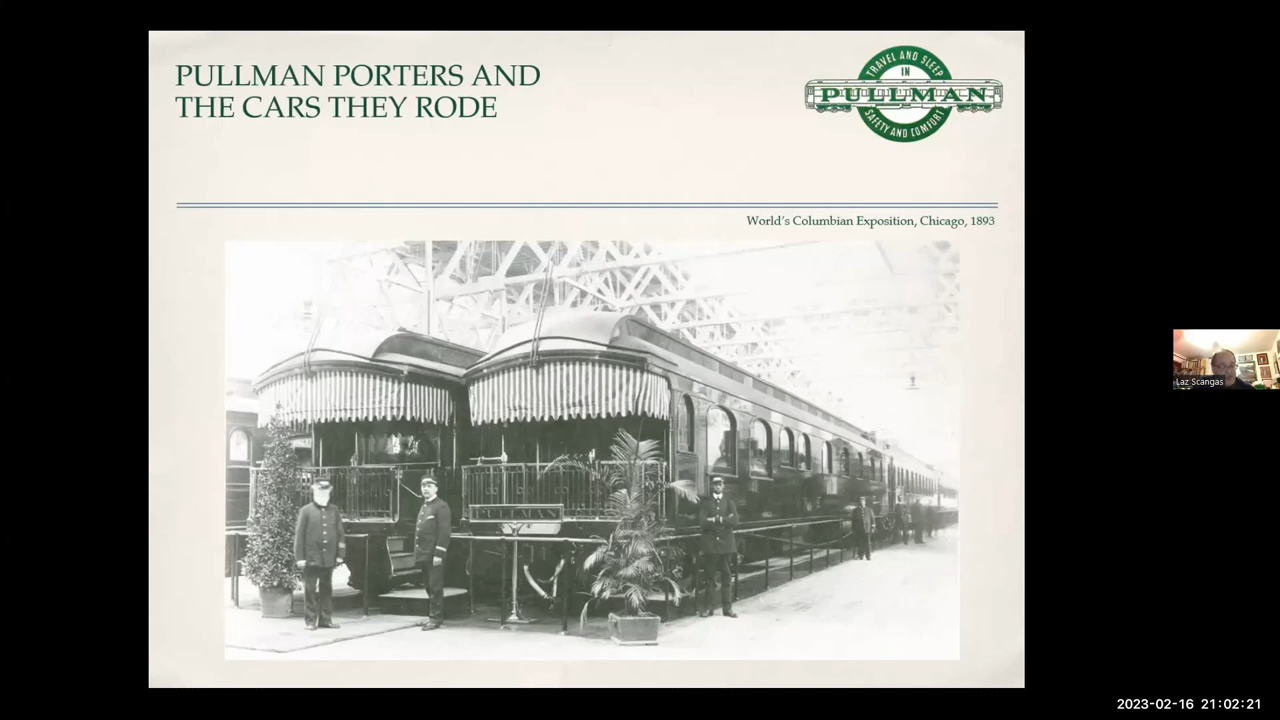 PULLMAN PORTERS AND
THE CARS THEY RODE
TRAVEL AND SLEEP
IN
PULLMAN
SAFETY AND COMFORT
World's Columbian Exposition, Chicago, 1893
PULLMAN
Laz Scangas
2023-02-16 21:02:21